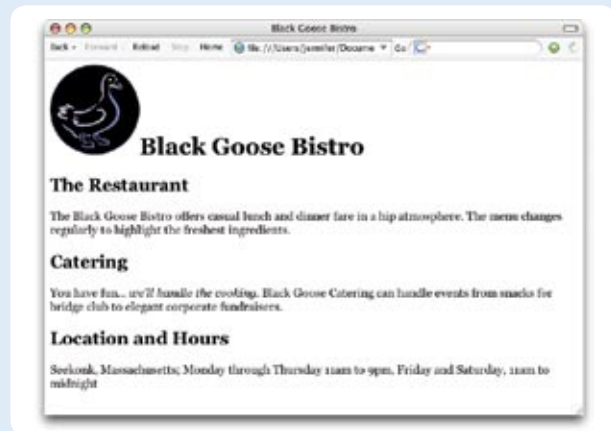 Black Goose Bistro
Back Forward Reload Stop Home file:///Users/jennifer/Docume Go
Black Goose Bistro
The Restaurant
The Black Goose Bistro offers casual lunch and dinner fare in a hip atmosphere. The menu changes
regularly to highlight the freshest ingredients.
Catering
You have fun... we'll handle the cooking. Black Goose Catering can handle events from snacks for
bridge club to elegant corporate fundraisers.
Location and Hours
Seekonk, Massachusetts; Monday through Thursday 11am to 9pm, Friday and Saturday, 11am to
midnight